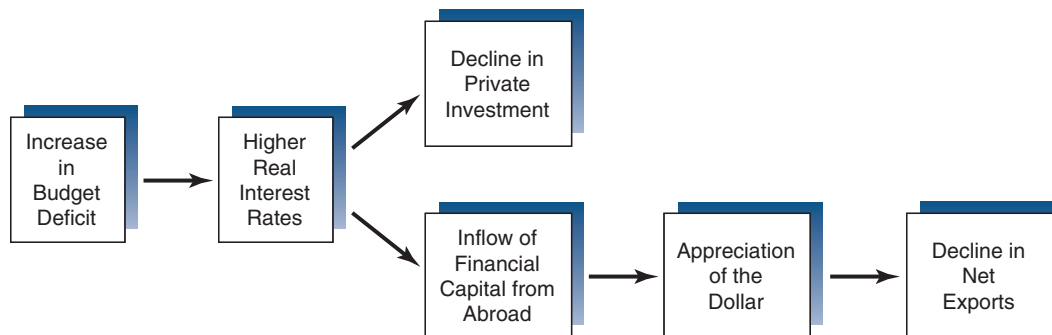 Increase
in
Budget
Deficit
Higher
Real
Interest
Rates
Decline in
Private
Investment
Inflow of
Financial
Capital from
Abroad
Appreciation
of the
Dollar
Decline in
Net
Exports